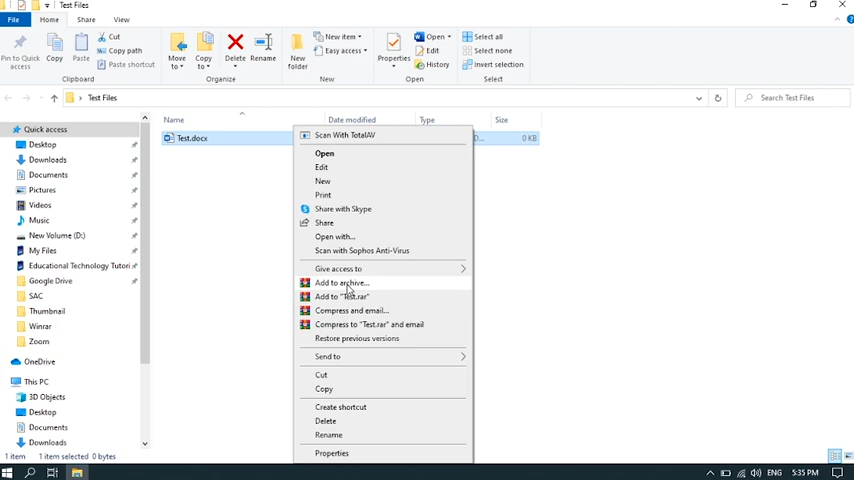 Test Files
File Home Share View
Pin to Quick access
Copy
Paste
Cut
Copy path
Paste shortcut
Clipboard
Move to
Copy to
Delete
Rename
Organize
New folder
New item
Easy access
New
Properties
Open
Edit
History
Open
Select all
Select none
Invert selection
Select
Test Files
Search Test Files
Name Date modified Type Size
Test.docx D... 0 KB
Quick access
Desktop
Downloads
Documents
Pictures
Videos
Music
New Volume (D:)
My Files
Educational Technology Tutori
Google Drive
SAC
Thumbnail
Winrar
Zoom
OneDrive
This PC
3D Objects
Desktop
Documents
Downloads
Scan With TotalAV
Open
Edit
New
Print
Share with Skype
Share
Open with...
Scan with Sophos Anti-Virus
Give access to
Add to archive...
Add to "Test.rar"
Compress and email...
Compress to "Test.rar" and email
Restore previous versions
Send to
Cut
Copy
Create shortcut
Delete
Rename
Properties
1 item 1 item selected 0 bytes
ENG 5:35 PM